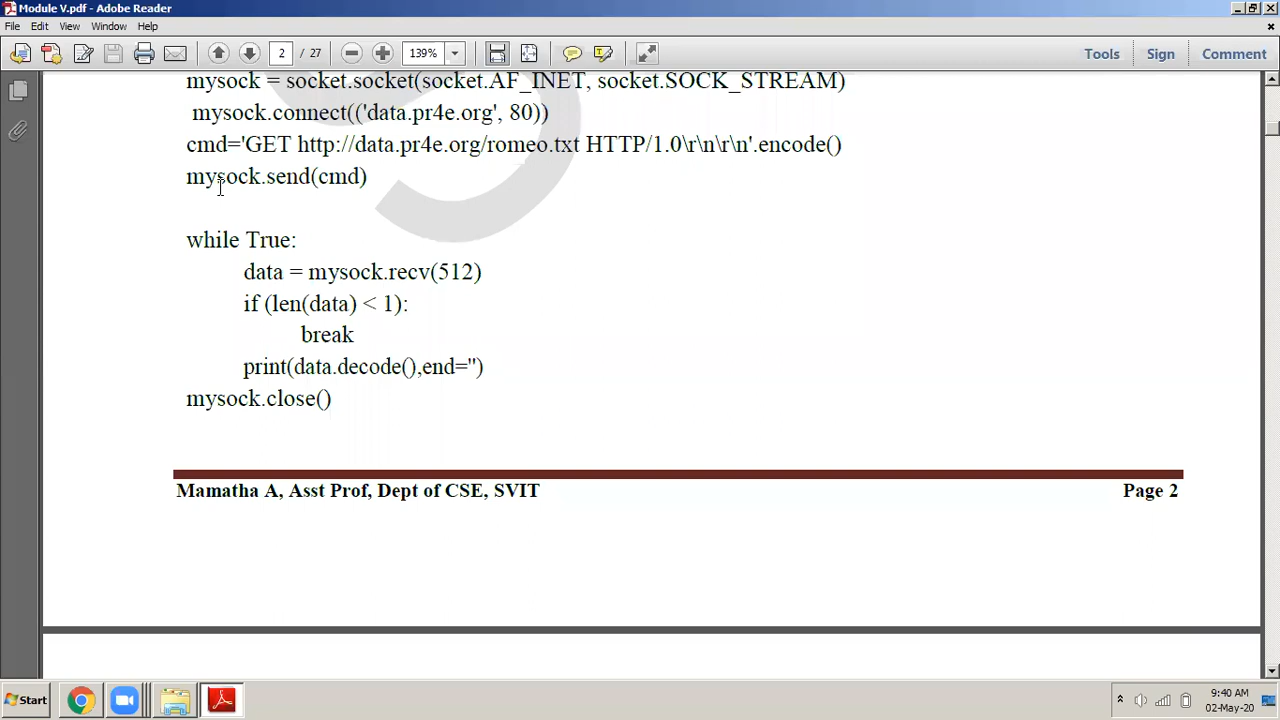 Module V.pdf - Adobe Reader
File Edit View Window Help
2 / 27 139% Tools Sign Comment
mysock = socket.socket(socket.AF_INET, socket.SOCK_STREAM)
mysock.connect(('data.pr4e.org', 80))
cmd='GET http://data.pr4e.org/romeo.txt HTTP/1.0\r\n\r\n'.encode()
mysock.send(cmd)
while True:
data = mysock.recv(512)
if (len(data) < 1):
break
print(data.decode(),end='')
mysock.close()
Mamatha A, Asst Prof, Dept of CSE, SVIT Page 2
Start
9:40 AM
02-May-20